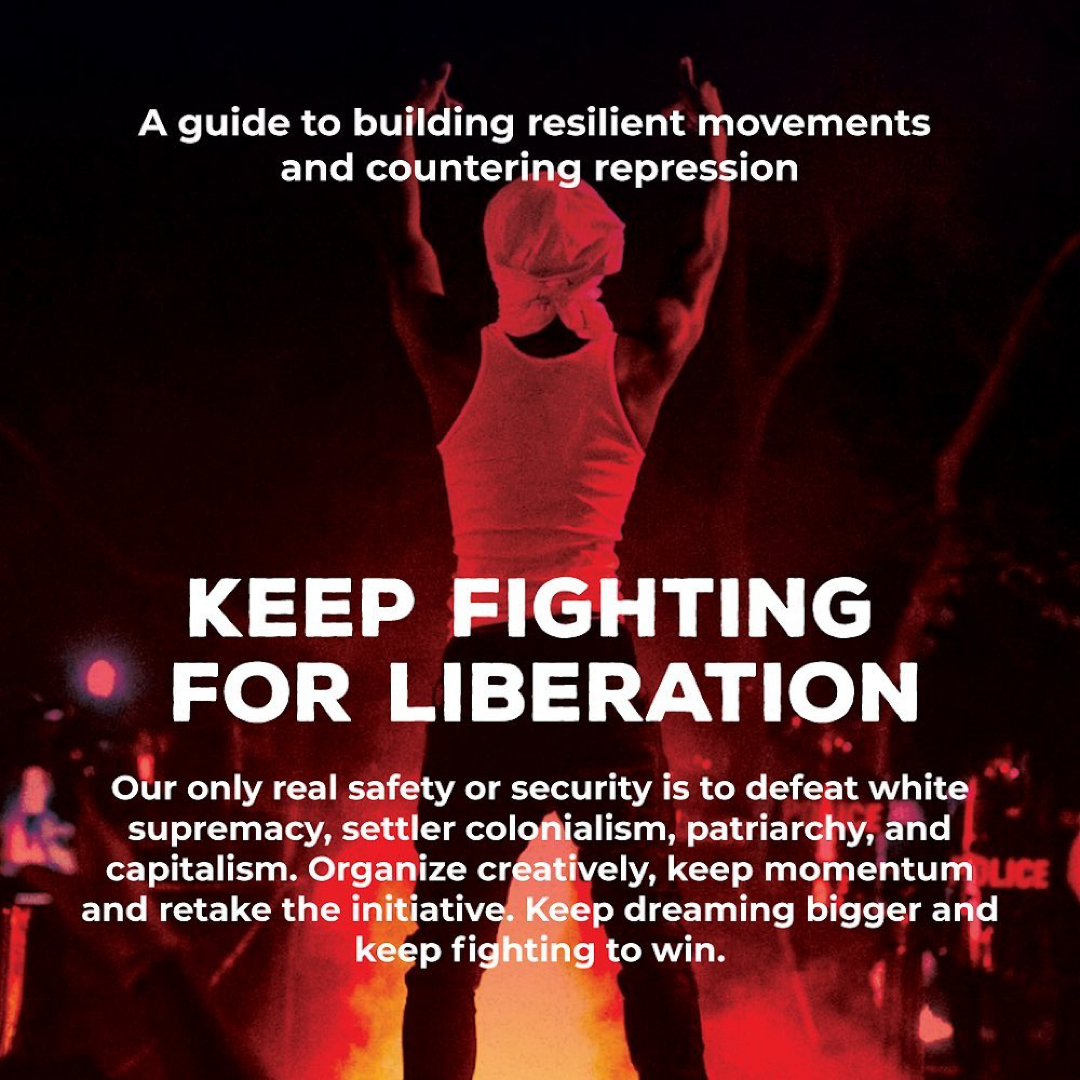 A guide to building resilient movements
and countering repression
KEEP FIGHTING
FOR LIBERATION
Our only real safety or security is to defeat white
supremacy, settler colonialism, patriarchy, and
capitalism. Organize creatively, keep momentum
and retake the initiative. Keep dreaming bigger and
keep fighting to win.